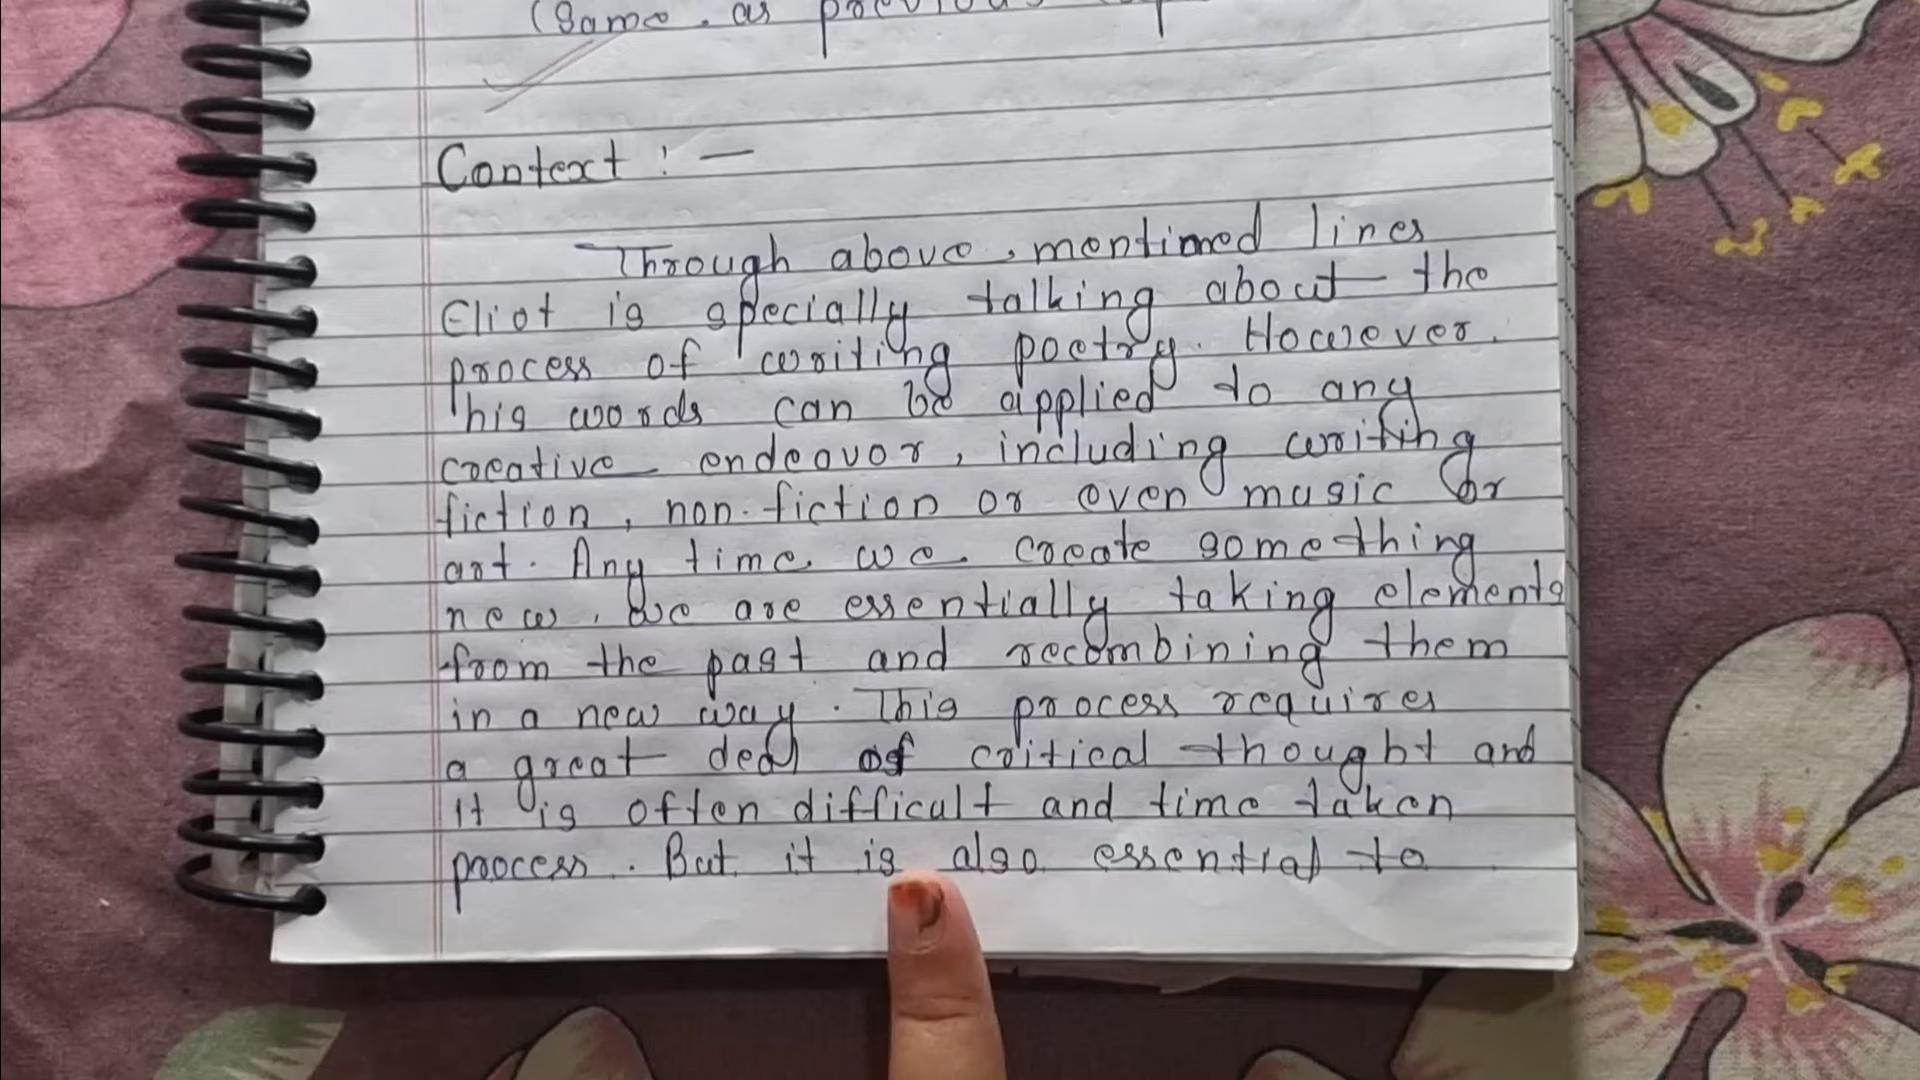 (Same as previous
Context : —
Through above mentioned lines
Eliot is specially talking about the
process of writing poetry. However.
his words can be applied to any
creative endeavor, including writing
fiction, non-fiction or even music or
art. Any time we create something
new, we are essentially taking elements
from the past and recombining them
in a new way. This process requires
a great deal of critical thought and
it is often difficult and time taken
process. But it is also essential to